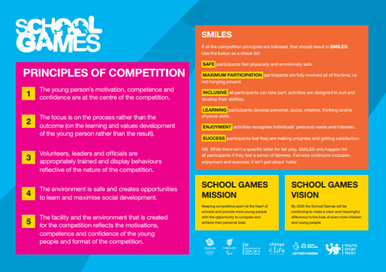 SCHOOL
GAMES
PRINCIPLES OF COMPETITION
1
The young person's motivation, competence and
confidence are at the centre of the competition.
2
The focus is on the process rather than the
outcome (on the learning and values development
of the young person rather than the result).
3
Volunteers, leaders and officials are
appropriately trained and display behaviours
reflective of the nature of the competition.
4
The environment is safe and creates opportunities
to learn and maximise social development.
5
The facility and the environment that is created
for the competition reflects the motivations,
competence and confidence of the young
people and format of the competition.
SMILES
If all the competition principles are followed, that should result in SMILES.
Use the below as a check list:
SAFE participants feel physically and emotionally safe.
MAXIMUM PARTICIPATION participants are fully involved all of the time, i.e.
not hanging around.
INCLUSIVE all participants can take part; activities are designed to suit and
develop their abilities.
LEARNING participants develop personal, social, creative, thinking and/or
physical skills.
ENJOYMENT activities recognise individuals' personal needs and interests.
SUCCESS participants feel they are making progress and getting satisfaction.
NB. While there isn't a specific letter for fair play, SMILES only happen for
all participants if they feel a sense of fairness. Fairness underpins inclusion,
enjoyment and success; it isn't just about 'rules'.
SCHOOL GAMES
MISSION
Keeping competitive sport at the heart of
schools and provide more young people
with the opportunity to compete and
achieve their personal best.
SCHOOL GAMES
VISION
By 2020 the School Games will be
continuing to make a clear and meaningful
difference to the lives of even more children
and young people.
change
4 life
LOTTERY FUNDED
YOUTH
SPORT
TRUST